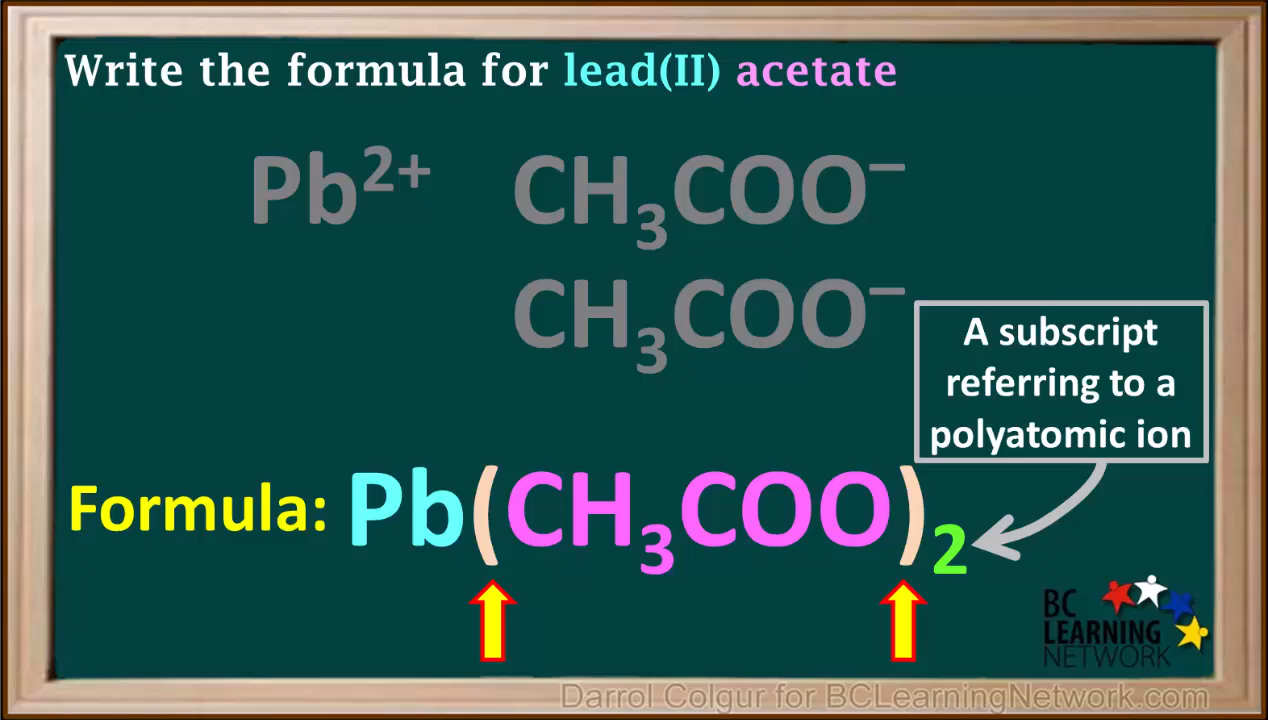 Write the formula for lead(II) acetate
Pb²⁺ CH₃COO⁻
CH₃COO⁻
A subscript
referring to a
polyatomic ion
Formula: Pb(CH₃COO)₂
BC
LEARNING
NETWORK
Darrol Colgur for BCLearningNetwork.com